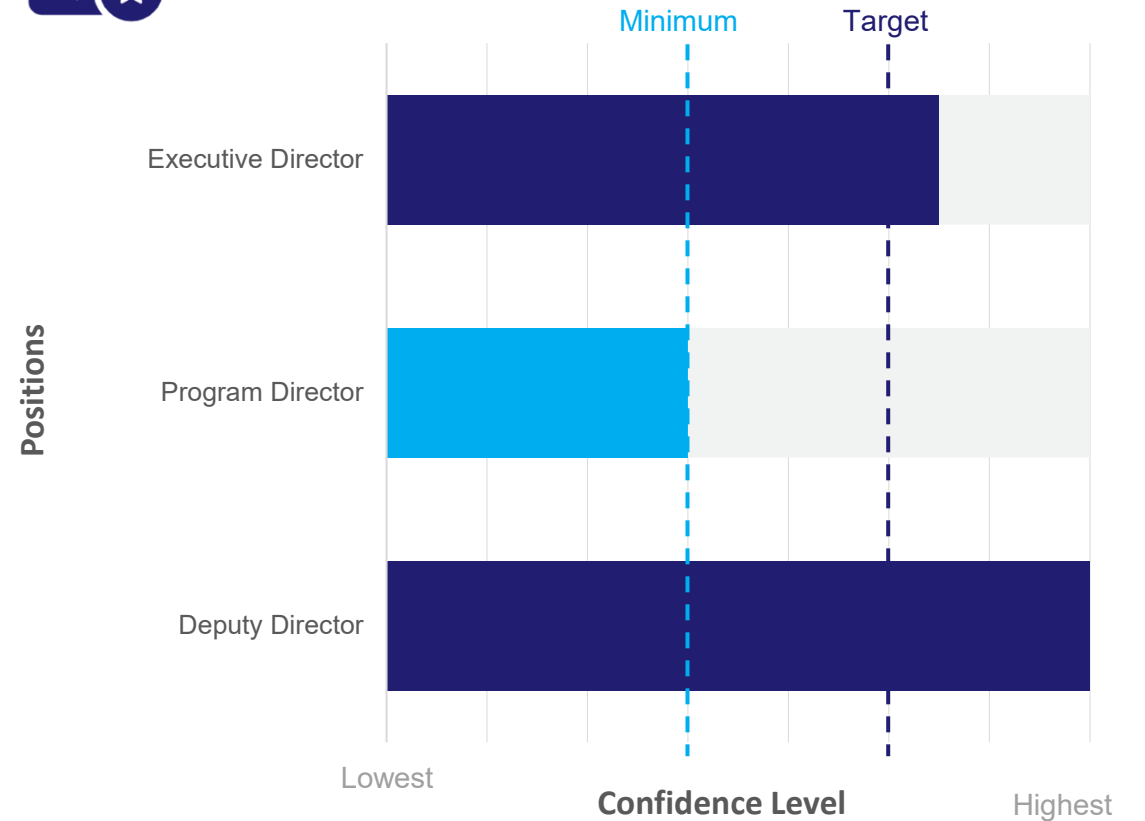 Minimum
Target
Executive Director
Program Director
Deputy Director
Positions
Lowest
Confidence Level
Highest